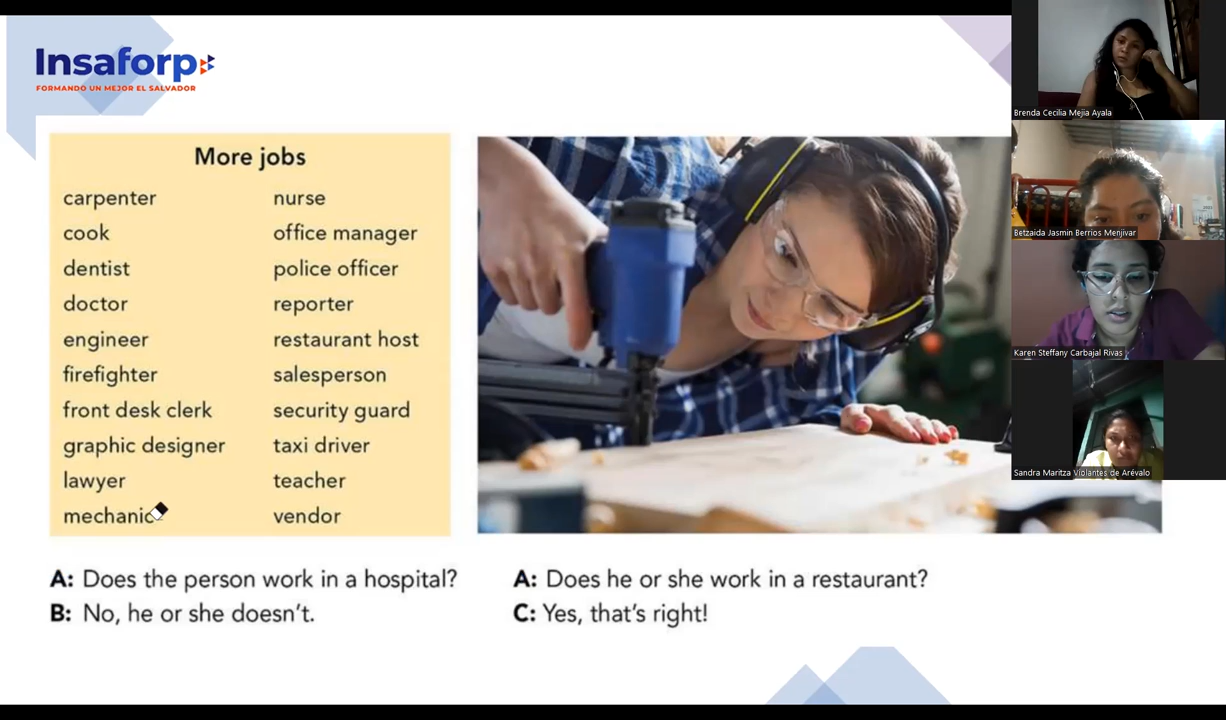 Insaforp
FORMANDO UN MEJOR EL SALVADOR
More jobs
carpenter
cook
dentist
doctor
engineer
firefighter
front desk clerk
graphic designer
lawyer
mechanic
nurse
office manager
police officer
reporter
restaurant host
salesperson
security guard
taxi driver
teacher
vendor
A: Does the person work in a hospital?
B: No, he or she doesn't.
A: Does he or she work in a restaurant?
C: Yes, that's right!
Brenda Cecilia Mejia Ayala
Betzaida Jasmin Berrios Menjivar
Karen Steffany Carbajal Rivas
Sandra Maritza Violantes de Arévalo